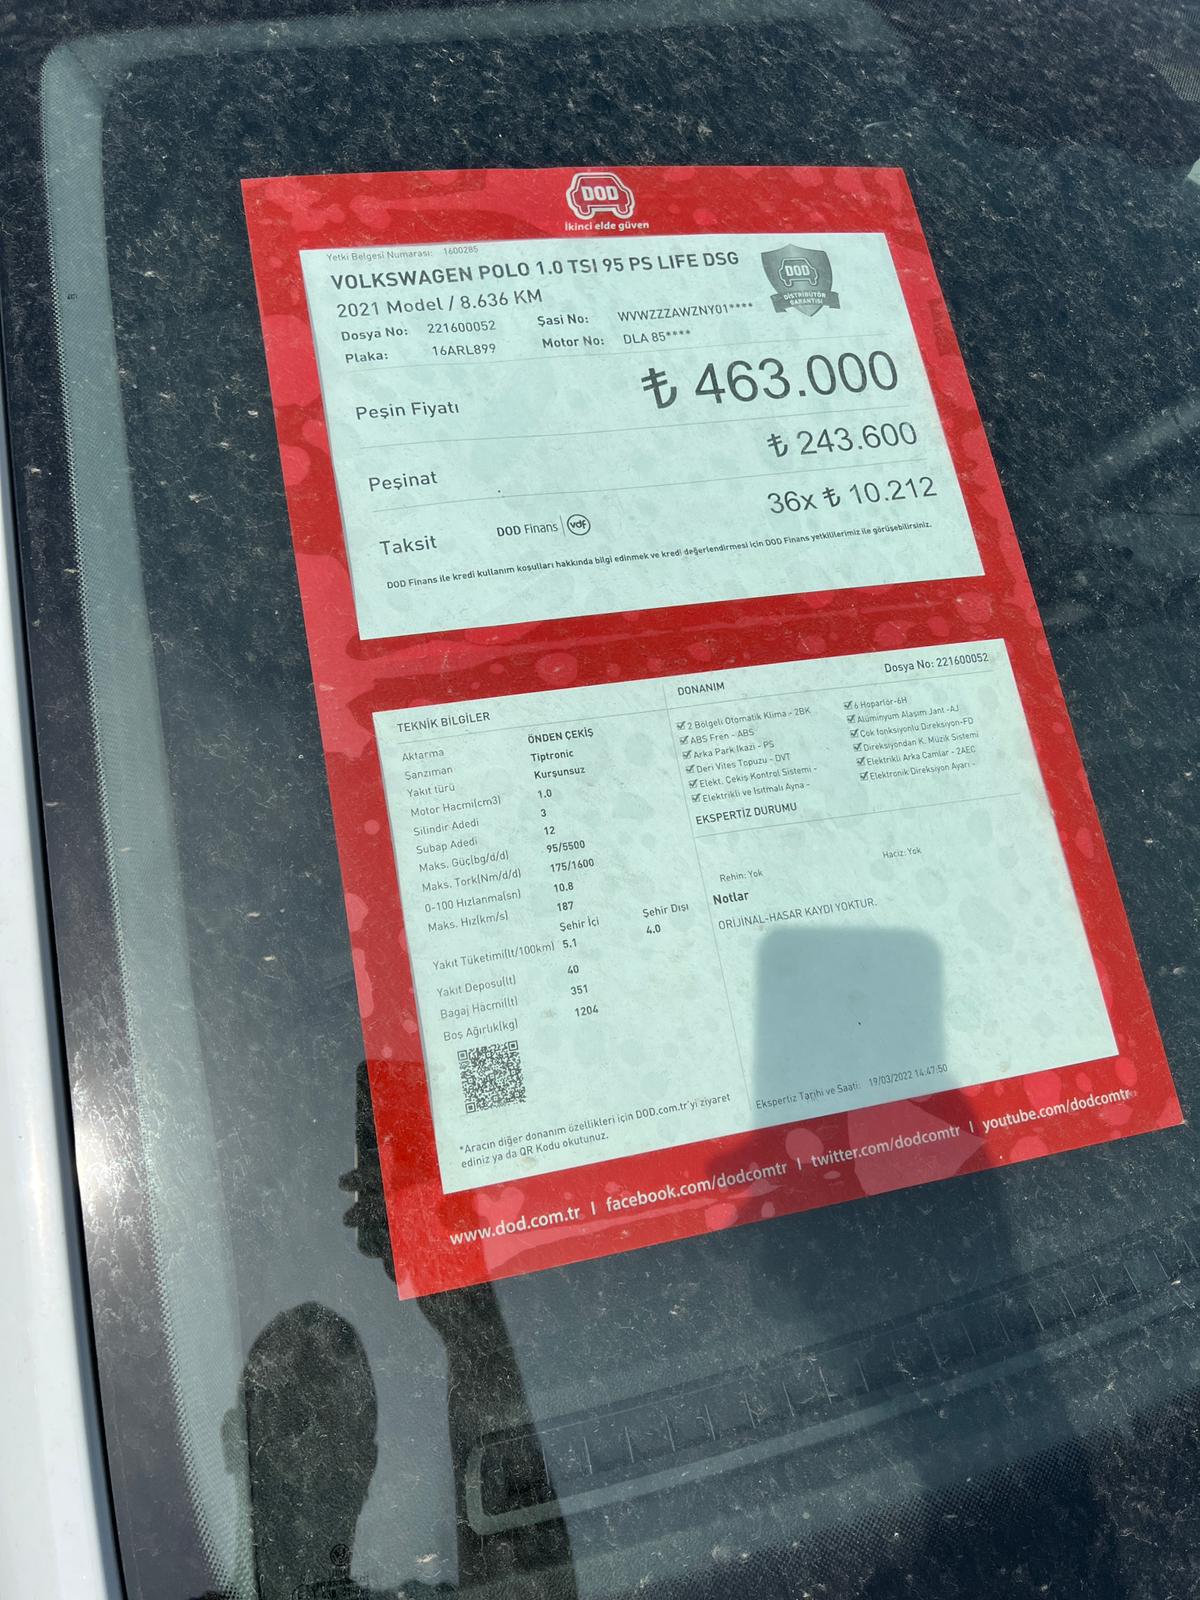 DOD
İkinci elde güven
Yetki Belgesi Numarası: 1600285
VOLKSWAGEN POLO 1.0 TSI 95 PS LIFE DSG
2021 Model / 8.636 KM
DOD
DİSTRİBÜTÖR
GARANTİSİ
Dosya No: 221600052 Şasi No: WVWZZZAWZNY01****
Plaka: 16ARL899 Motor No: DLA 85****
Peşin Fiyatı ₺ 463.000
Peşinat ₺ 243.600
Taksit DOD Finans vdf 36x ₺ 10.212
DOD Finans ile kredi kullanım koşulları hakkında bilgi edinmek ve kredi değerlendirmesi için DOD Finans yetkililerimiz ile görüşebilirsiniz.
Dosya No: 221600052
TEKNİK BİLGİLER
Aktarma ÖNDEN ÇEKİŞ
Şanzıman Tiptronic
Yakıt türü Kurşunsuz
Motor Hacmi(cm3) 1.0
Silindir Adedi 3
Subap Adedi 12
Maks. Güç(bg/d/d) 95/5500
Maks. Tork(Nm/d/d) 175/1600
0-100 Hızlanma(sn) 10.8
Maks. Hız(km/s) 187
Şehir İçi Şehir Dışı
Yakıt Tüketimi(lt/100km) 5.1 4.0
Yakıt Deposu(lt) 40
Bagaj Hacmi(lt) 351
Boş Ağırlık(kg) 1204
*Aracın diğer donanım özellikleri için DOD.com.tr'yi ziyaret
ediniz ya da QR Kodu okutunuz.
DONANIM
2 Bölgeli Otomatik Klima - 2BK
ABS Fren - ABS
Arka Park İkazı - PS
Deri Vites Topuzu - DVT
Elekt. Çekiş Kontrol Sistemi -
Elektrikli ve Isıtmalı Ayna -
6 Hoparlör-6H
Alüminyum Alaşım Jant -AJ
Çok fonksiyonlu Direksiyon-FD
Direksiyondan K. Müzik Sistemi
Elektrikli Arka Camlar - 2AEC
Elektronik Direksiyon Ayarı -
EKSPERTİZ DURUMU
Rehin: Yok Haciz: Yok
Notlar
ORİJİNAL-HASAR KAYDI YOKTUR.
Ekspertiz Tarihi ve Saati: 19/03/2022 14:47:50
www.dod.com.tr | facebook.com/dodcomtr | twitter.com/dodcomtr | youtube.com/dodcomtr